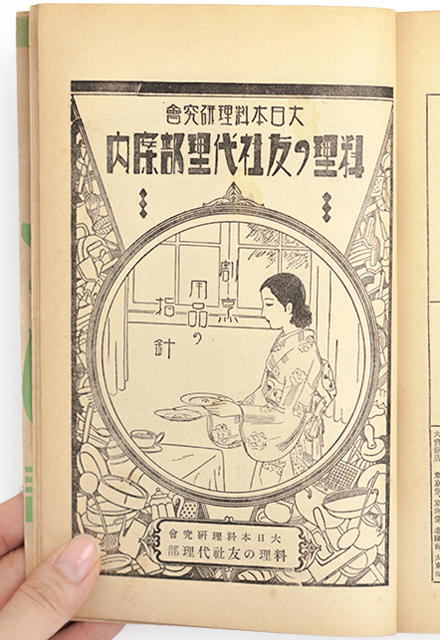 大日本料理研究會
料理の友社代理部案内
割烹
用品の
指針
大日本料理研究會
料理の友社代理部